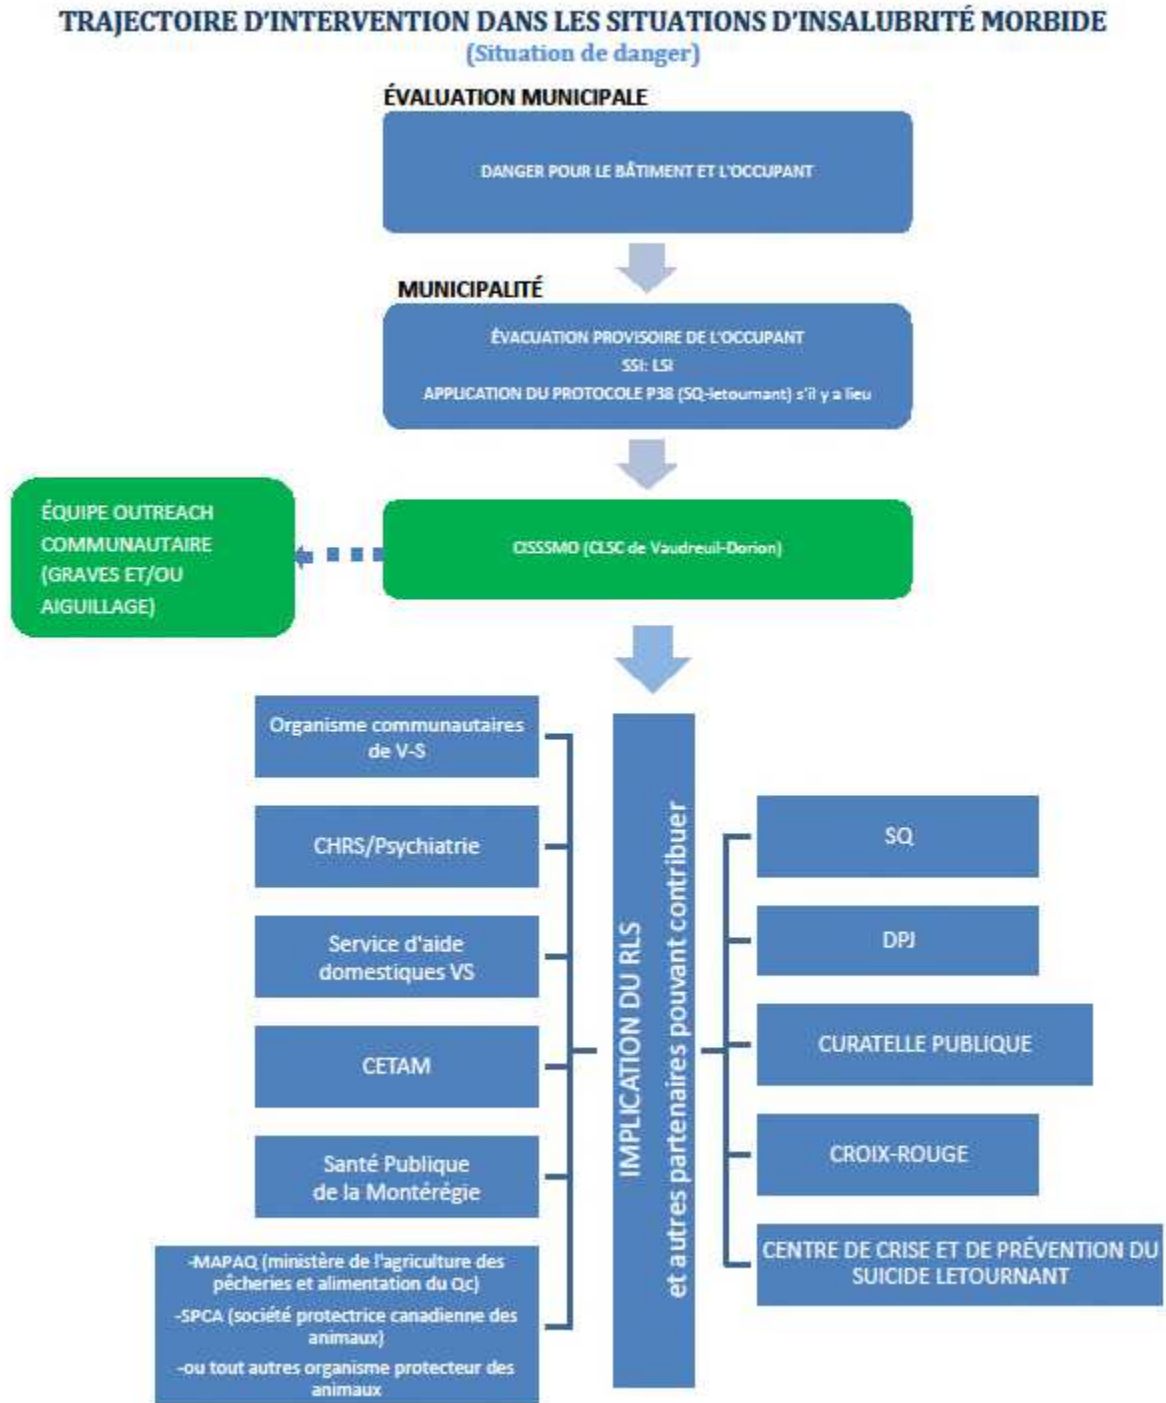 TRAJECTOIRE D'INTERVENTION DANS LES SITUATIONS D'INSALUBRITÉ MORBIDE
(Situation de danger)
ÉVALUATION MUNICIPALE
DANGER POUR LE BÂTIMENT ET L'OCCUPANT
MUNICIPALITÉ
ÉVACUATION PROVISOIRE DE L'OCCUPANT
SSI: LSI
APPLICATION DU PROTOCOLE P38 (SQ-letournant) s'il y a lieu
ÉQUIPE OUTREACH
COMMUNAUTAIRE
(GRAVES ET/OU
AIGUILLAGE)
CISSSMO (CLSC de Vaudreuil-Dorion)
Organisme communautaires
de V-S
CHRS/Psychiatrie
Service d'aide
domestiques VS
CETAM
Santé Publique
de la Montérégie
-MAPAQ (ministère de l'agriculture des
pêcheries et alimentation du Qc)
-SPCA (société protectrice canadienne des
animaux)
-ou tout autres organisme protecteur des
animaux
IMPLICATION DU RLS
et autres partenaires pouvant contribuer
SQ
DPJ
CURATELLE PUBLIQUE
CROIX-ROUGE
CENTRE DE CRISE ET DE PRÉVENTION DU
SUICIDE LETOURNANT